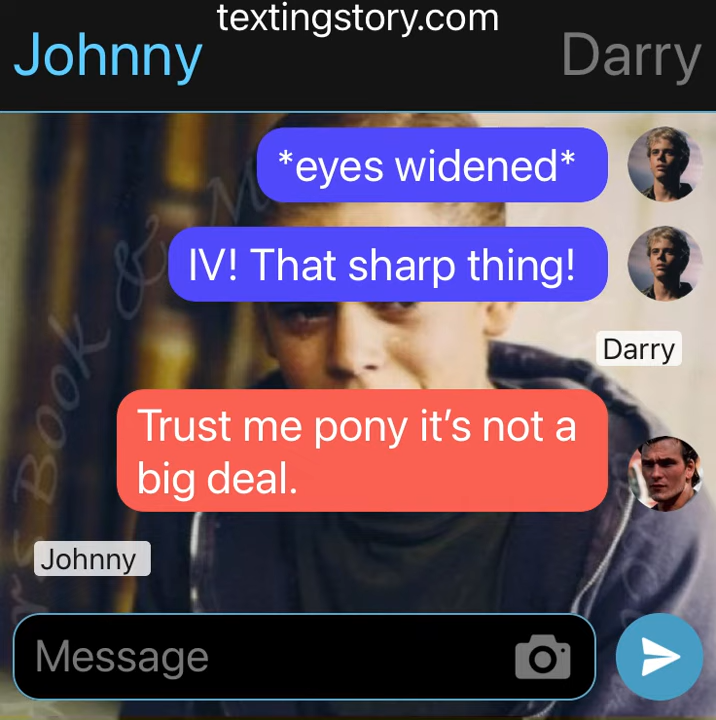 textingstory.com
Johnny
Darry
*eyes widened*
IV! That sharp thing!
Darry
Trust me pony it’s not a
big deal.
Johnny
Message
Book & M